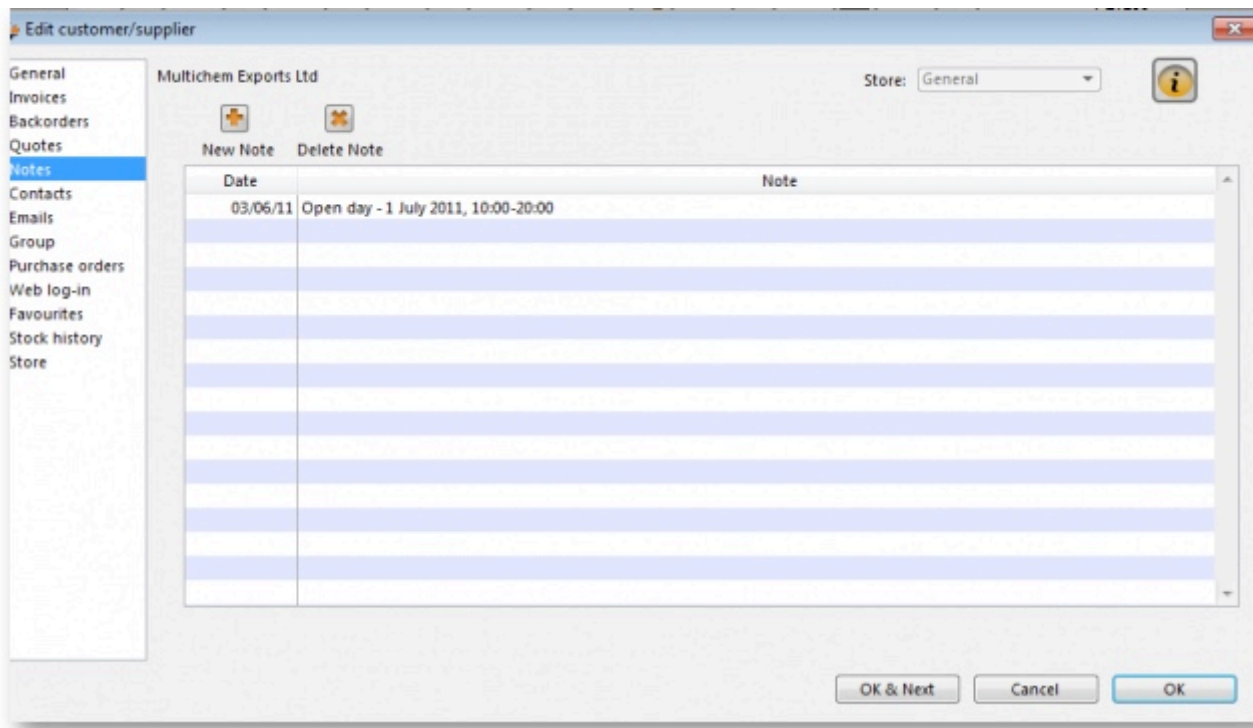 Edit customer/supplier
General
Invoices
Backorders
Quotes
Notes
Contacts
Emails
Group
Purchase orders
Web log-in
Favourites
Stock history
Store
Multichem Exports Ltd
Store: General
i
New Note Delete Note
Date Note
03/06/11 Open day - 1 July 2011, 10:00-20:00
OK & Next Cancel OK